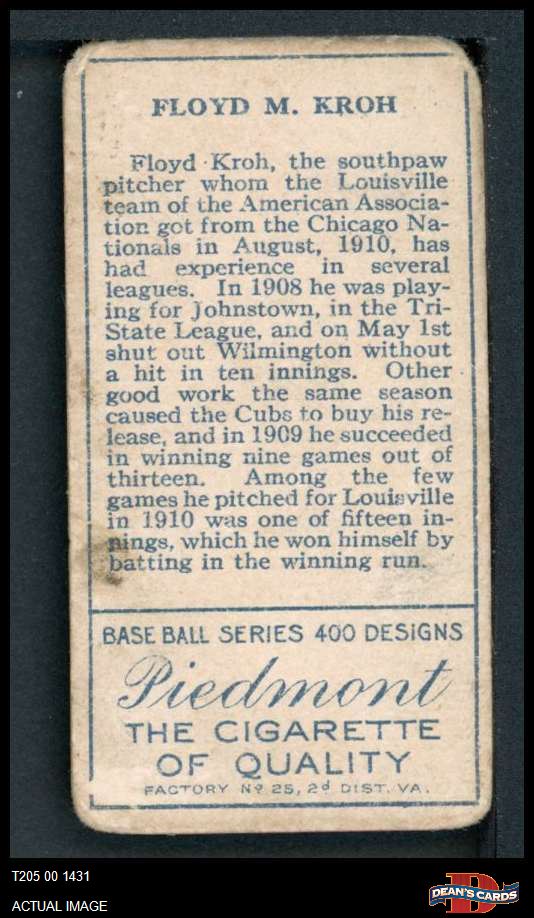 FLOYD M. KROH
Floyd Kroh, the southpaw
pitcher whom the Louisville
team of the American Associa-
tion got from the Chicago Na-
tionals in August, 1910, has
had experience in several
leagues. In 1908 he was play-
ing for Johnstown, in the Tri-
State League, and on May 1st
shut out Wilmington without
a hit in ten innings. Other
good work the same season
caused the Cubs to buy his re-
lease, and in 1909 he succeeded
in winning nine games out of
thirteen. Among the few
games he pitched for Louisville
in 1910 was one of fifteen in-
nings, which he won himself by
batting in the winning run.
BASE BALL SERIES 400 DESIGNS
Piedmont
THE CIGARETTE
OF QUALITY
FACTORY Nº 25, 2d DIST. VA.
T205 00 1431
ACTUAL IMAGE
D
DEAN'S CARDS